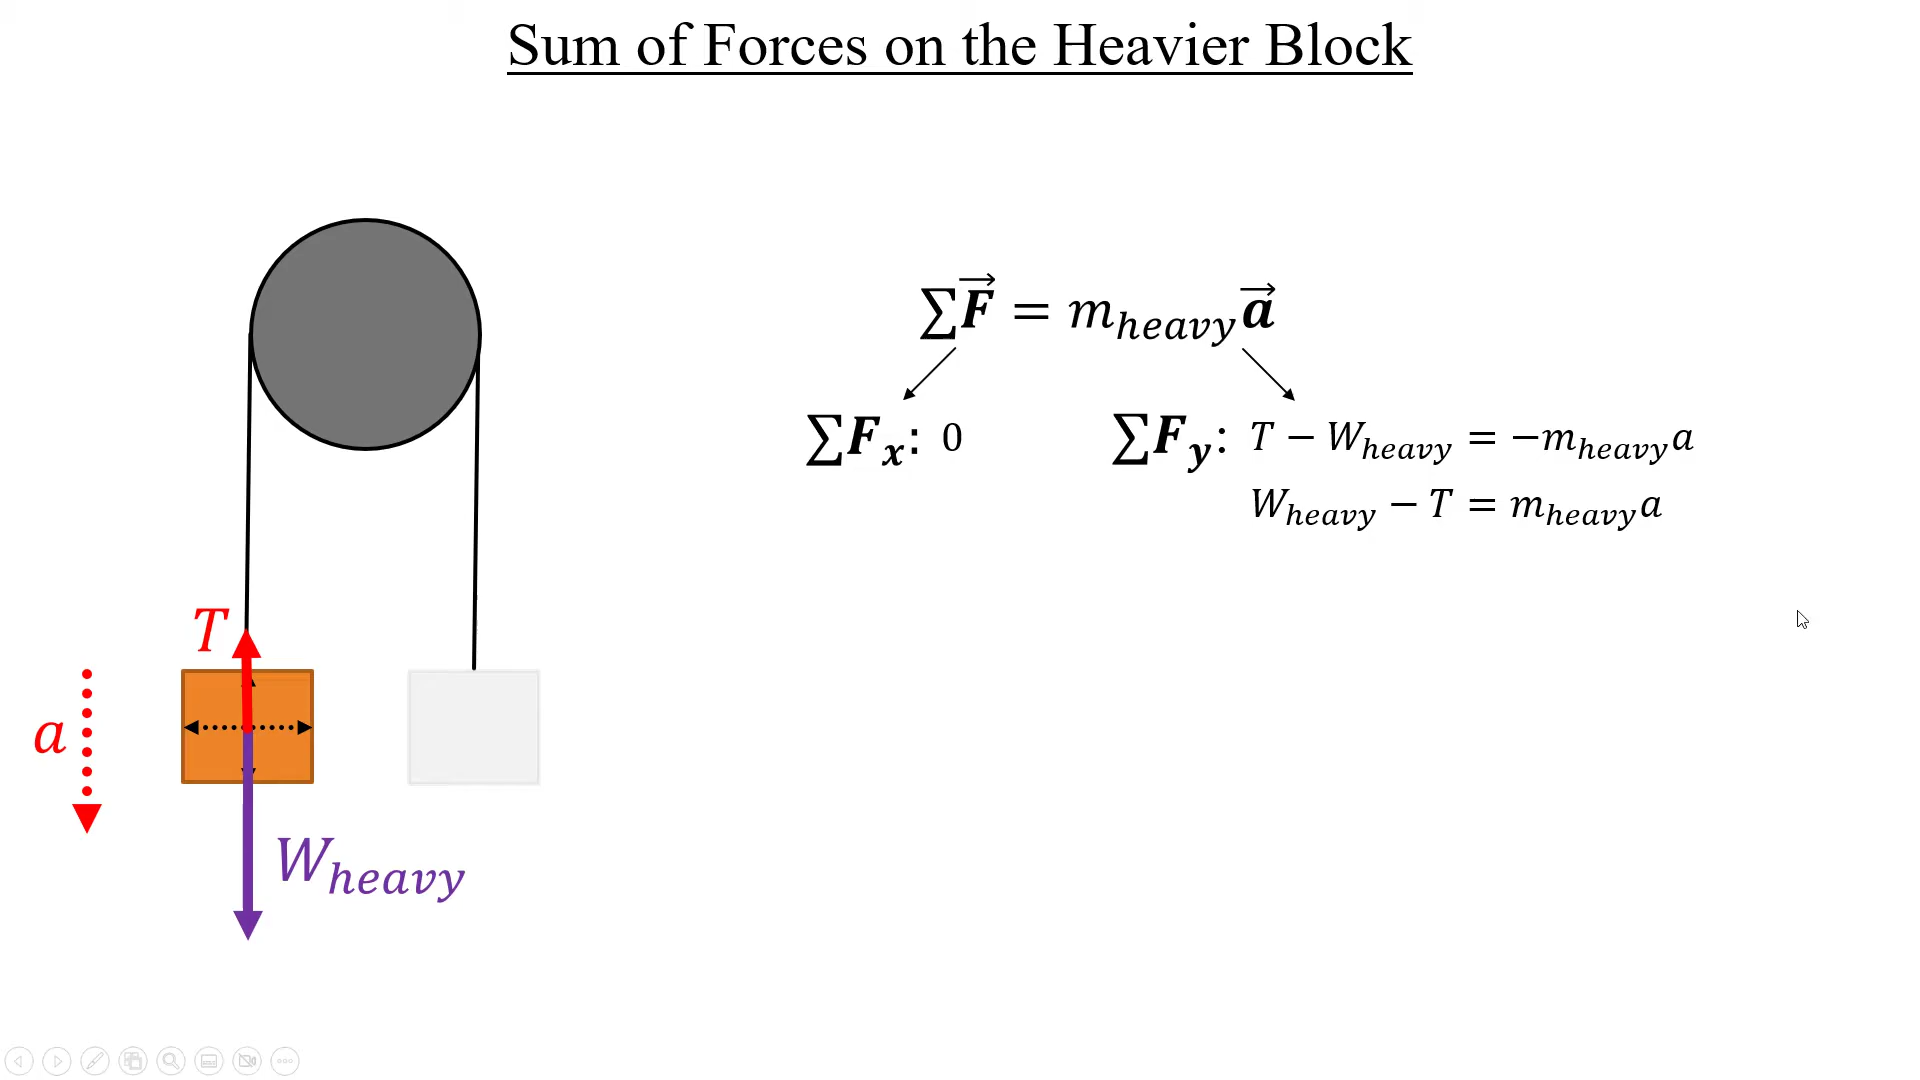 Sum of Forces on the Heavier Block
∑F⃗ = m_heavy a⃗
∑F_x: 0
∑F_y: T − W_heavy = −m_heavy a
W_heavy − T = m_heavy a
T
a
W_heavy